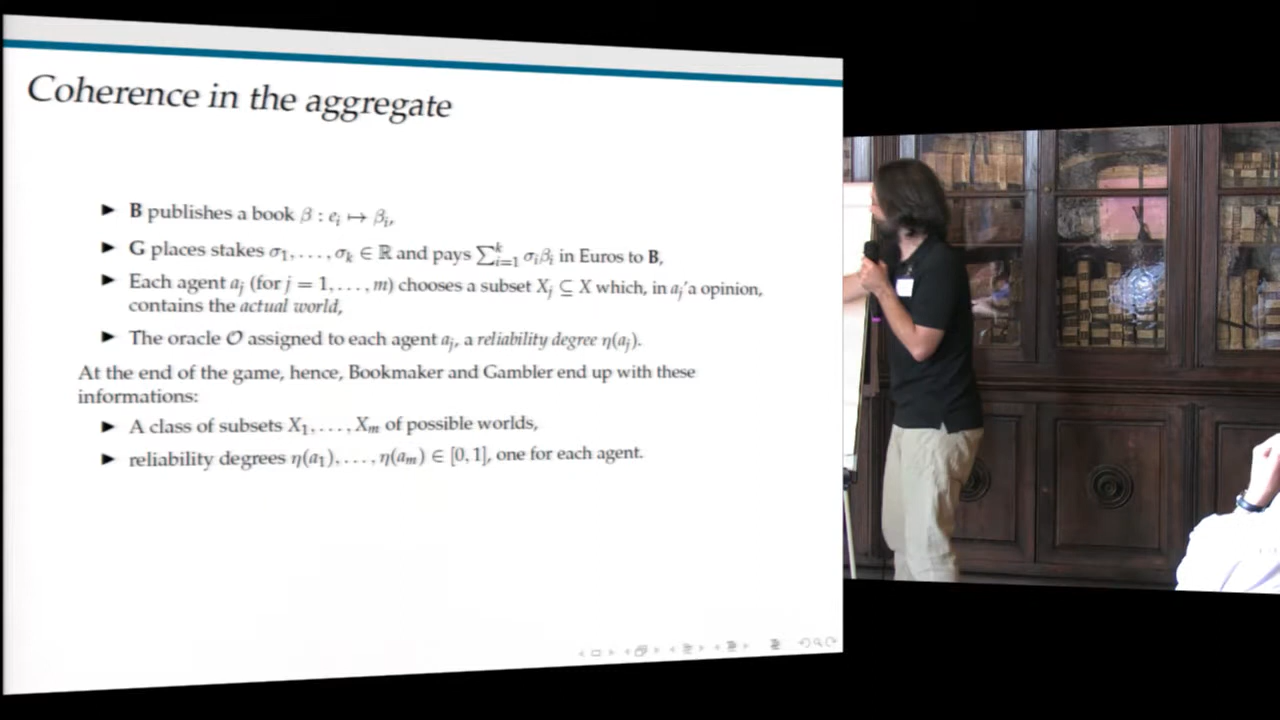 Coherence in the aggregate
► B publishes a book β : eᵢ ↦ βᵢ,
► G places stakes σ₁, . . . , σₖ ∈ ℝ and pays ∑ᵏᵢ₌₁ σᵢβᵢ in Euros to B,
► Each agent aⱼ (for j = 1, . . . , m) chooses a subset Xⱼ ⊆ X which, in aⱼ'a opinion,
contains the actual world,
► The oracle 𝒪 assigned to each agent aⱼ, a reliability degree η(aⱼ).
At the end of the game, hence, Bookmaker and Gambler end up with these
informations:
► A class of subsets X₁, . . . , Xₘ of possible worlds,
► reliability degrees η(a₁), . . . , η(aₘ) ∈ [0, 1], one for each agent.